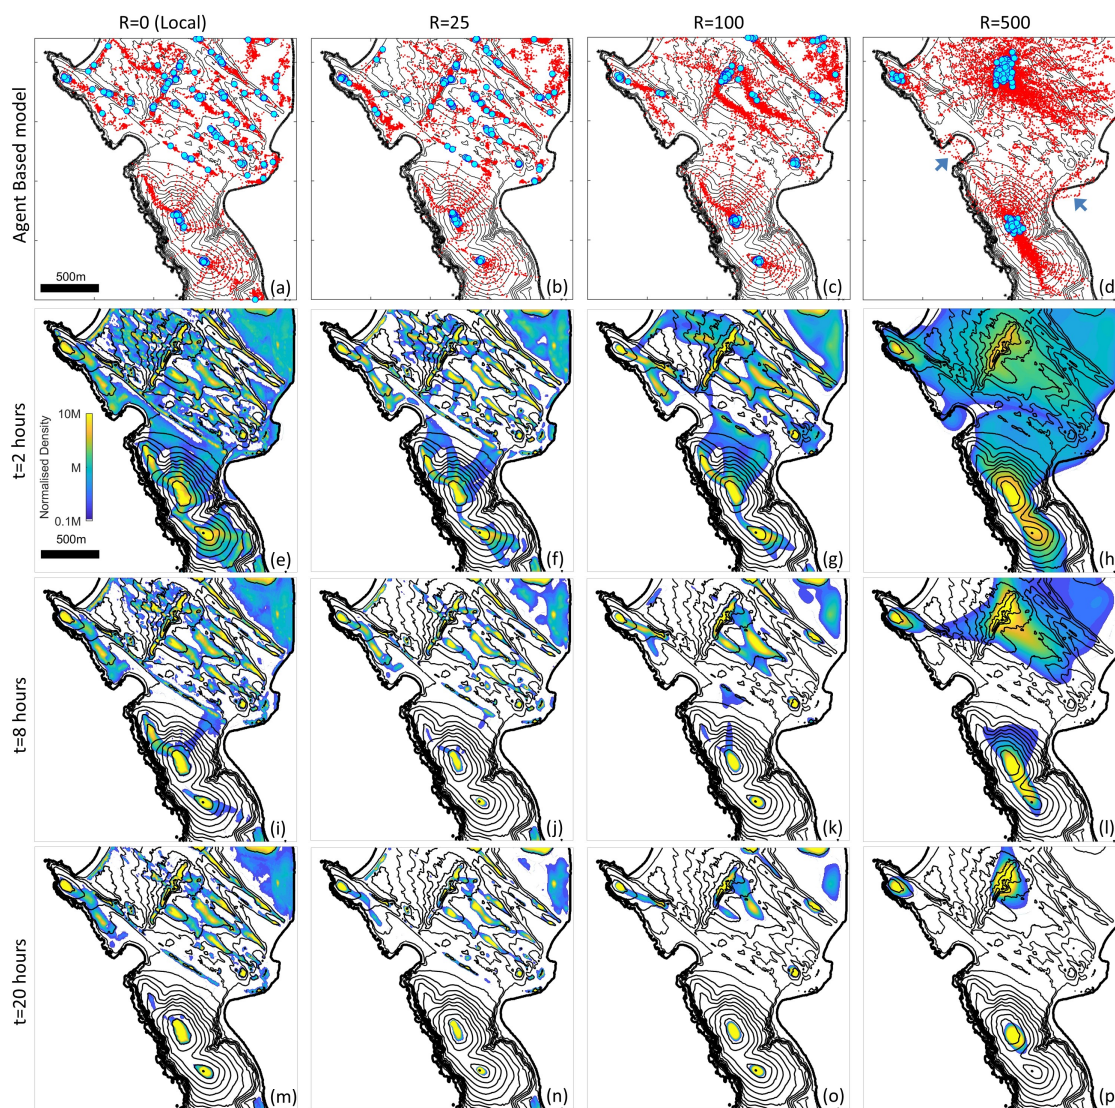 R=0 (Local) R=25 R=100 R=500
Agent Based model
500m
(a) (b) (c) (d)
t=2 hours
10M
Normalised Density
M
0.1M
500m
(e) (f) (g) (h)
t=8 hours
(i) (j) (k) (l)
t=20 hours
(m) (n) (o) (p)